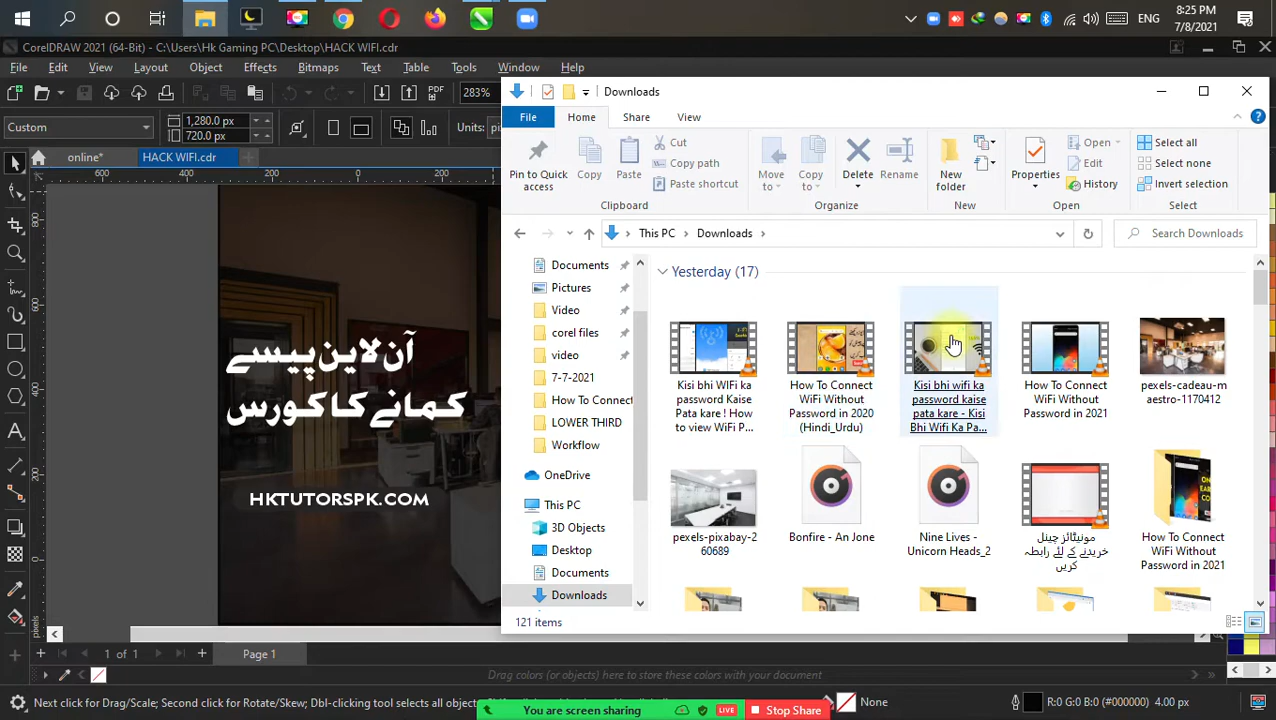 8:25 PM
ENG
7/8/2021
CorelDRAW 2021 (64-Bit) - C:\Users\Hk Gaming PC\Desktop\HACK WIFI.cdr
File Edit View Layout Object Effects Bitmaps Text Table Tools Window Help
PDF 283%
Custom
1,280.0 px
720.0 px
Units:
online*
HACK WIFI.cdr
600 400 200 0 200
آن لاین پیسے
کمانے کا کورس
HKTUTORSPK.COM
Downloads
File Home Share View
Pin to Quick access
Copy
Paste
Cut
Copy path
Paste shortcut
Clipboard
Move to
Copy to
Delete
Rename
Organize
New folder
New
Properties
Open
Edit
History
Open
Select all
Select none
Invert selection
Select
This PC > Downloads >
Search Downloads
Documents
Pictures
Video
corel files
video
7-7-2021
How To Connect
LOWER THIRD
Workflow
OneDrive
This PC
3D Objects
Desktop
Documents
Downloads
Yesterday (17)
Kisi bhi WIFi ka password Kaise Pata kare ! How to view WiFi P...
How To Connect WiFi Without Password in 2020 (Hindi_Urdu)
Kisi bhi wifi ka password kaise pata kare - Kisi Bhi Wifi Ka Pa...
How To Connect WiFi Without Password in 2021
pexels-cadeau-maestro-1170412
pexels-pixabay-260689
Bonfire - An Jone
Nine Lives - Unicorn Heads_2
مونیٹائز چینل خریدنے کے لئے رابطہ کریں
How To Connect WiFi Without Password in 2021
121 items
1 of 1
Page 1
Drag colors (or objects) here to store these colors with your document
Next click for Drag/Scale; Second click for Rotate/Skew; Dbl-clicking tool selects all objec
You are screen sharing
LIVE
Stop Share
None
R:0 G:0 B:0 (#000000) 4.00 px